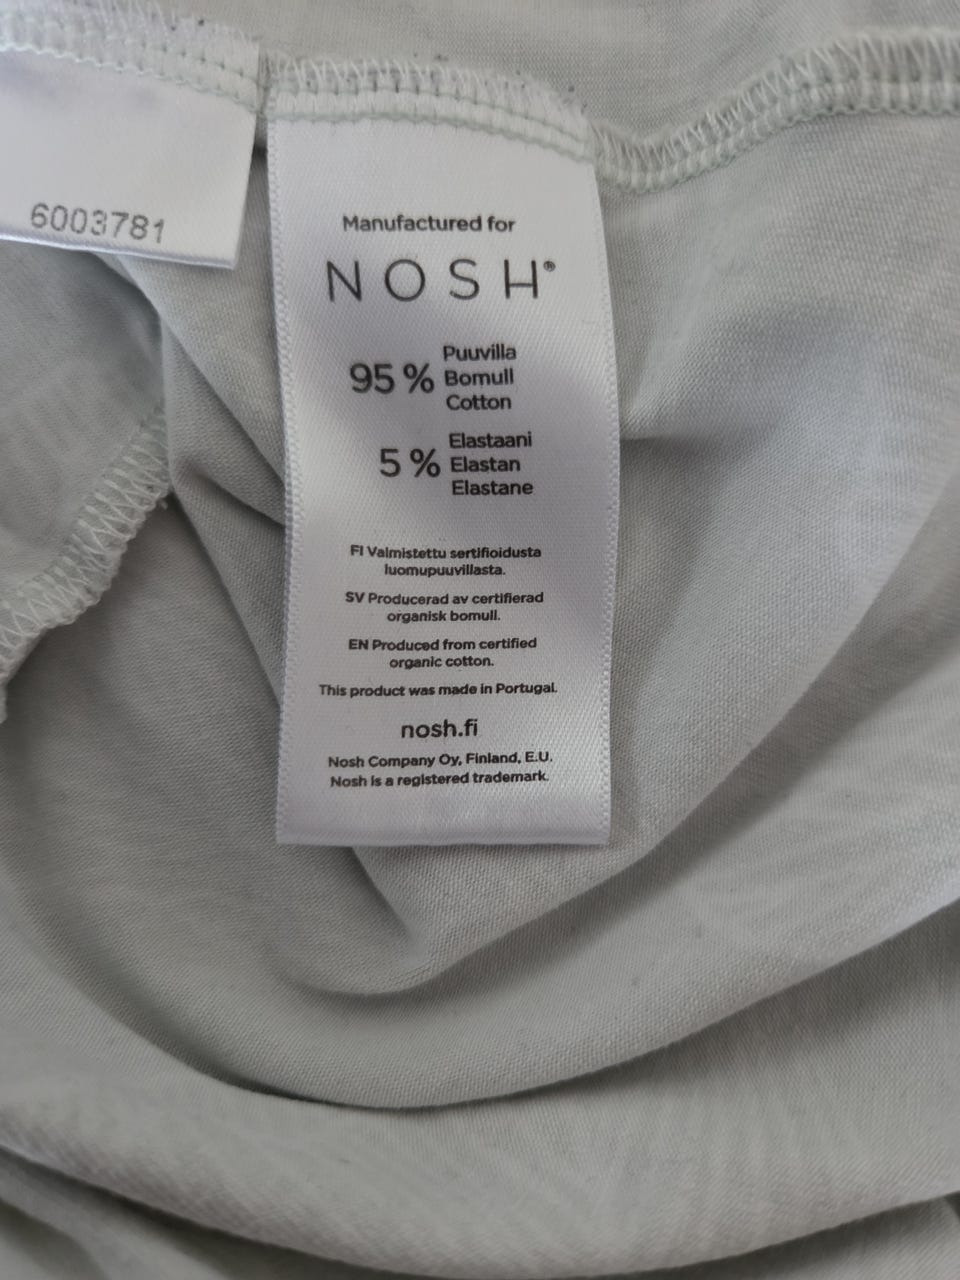 6003781
Manufactured for
NOSH®
95 %
Puuvilla
Bomull
Cotton
5 %
Elastaani
Elastan
Elastane
FI Valmistettu sertifioidusta
luomupuuvillasta.
SV Producerad av certifierad
organisk bomull.
EN Produced from certified
organic cotton.
This product was made in Portugal.
nosh.fi
Nosh Company Oy, Finland, E.U.
Nosh is a registered trademark.